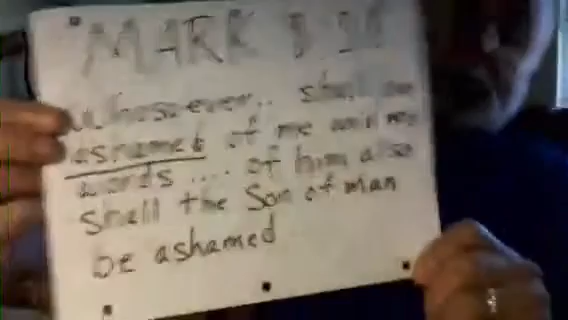 MARK 8:38
Whosoever.. shall be
ashamed of me and my
words .... of him also
shall the Son of man
be ashamed